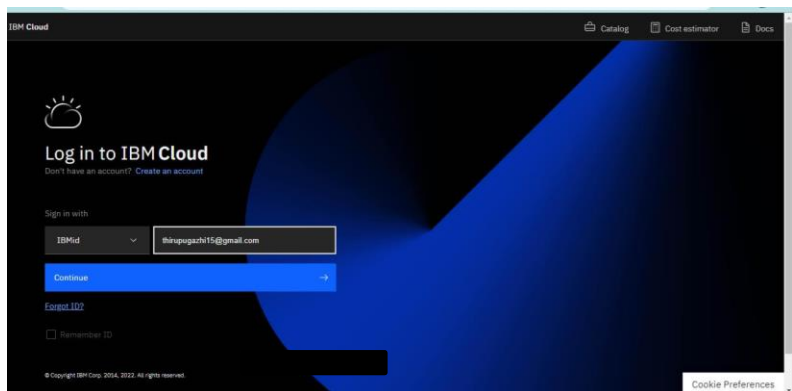 IBM Cloud
Catalog
Cost estimator
Docs
Log in to IBM Cloud
Don't have an account? Create an account
Sign in with
IBMid
thirupugazhi15@gmail.com
Continue
Forgot ID?
Remember ID
© Copyright IBM Corp. 2014, 2022. All rights reserved.
Cookie Preferences